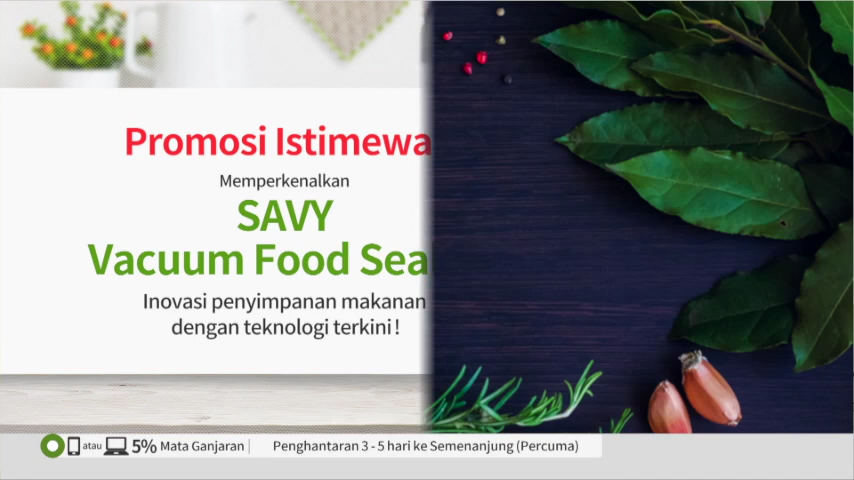 Promosi Istimewa
Memperkenalkan
SAVY
Vacuum Food Sea
Inovasi penyimpanan makanan
dengan teknologi terkini!
atau 5% Mata Ganjaran | Penghantaran 3 - 5 hari ke Semenanjung (Percuma)